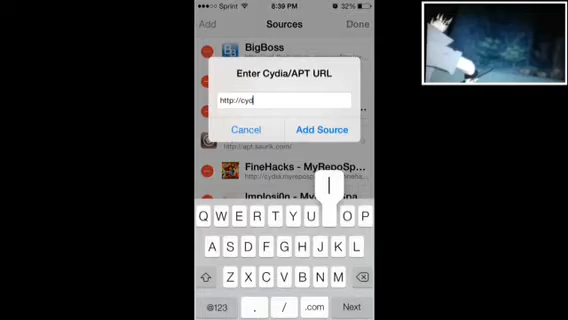 Sprint 8:39 PM 32%
Add Sources Done
BigBoss
Enter Cydia/APT URL
http://cyd
Cancel Add Source
http://apt.saurik.com/
FineHacks - MyRepoSp
Q W E R T Y U I O P
A S D F G H J K L
Z X C V B N M
@123 . / .com Next